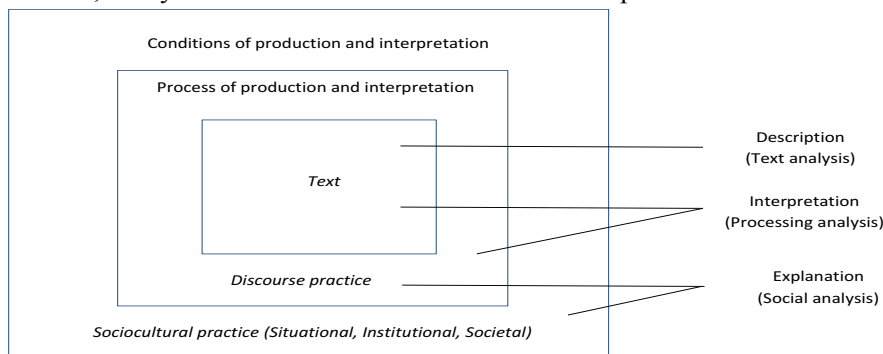 Conditions of production and interpretation
Process of production and interpretation
Text
Discourse practice
Sociocultural practice (Situational, Institutional, Societal)
Description
(Text analysis)
Interpretation
(Processing analysis)
Explanation
(Social analysis)